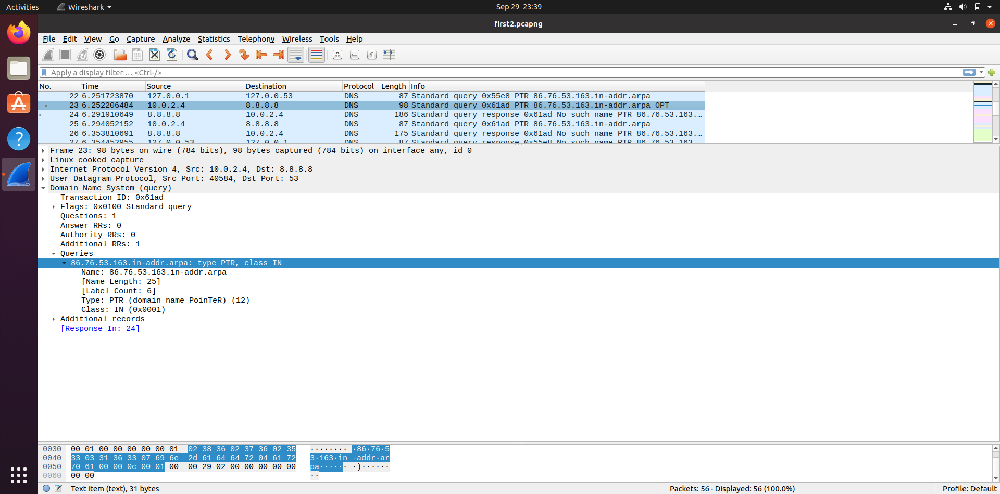 Activities Wireshark Sep 29 23:39
first2.pcapng
File Edit View Go Capture Analyze Statistics Telephony Wireless Tools Help
Apply a display filter … <Ctrl-/>
No. Time Source Destination Protocol Length Info
22 6.251723870 127.0.0.1 127.0.0.53 DNS 87 Standard query 0x55e8 PTR 86.76.53.163.in-addr.arpa
23 6.252206484 10.0.2.4 8.8.8.8 DNS 98 Standard query 0x61ad PTR 86.76.53.163.in-addr.arpa OPT
24 6.291910649 8.8.8.8 10.0.2.4 DNS 186 Standard query response 0x61ad No such name PTR 86.76.53.163.…
25 6.294052152 10.0.2.4 8.8.8.8 DNS 87 Standard query 0x61ad PTR 86.76.53.163.in-addr.arpa
26 6.353810691 8.8.8.8 10.0.2.4 DNS 175 Standard query response 0x61ad No such name PTR 86.76.53.163.…
27 6.354452955 127.0.0.53 127.0.0.1 DNS 87 Standard query response 0x55e8 No such name PTR 86.76.53.163
Frame 23: 98 bytes on wire (784 bits), 98 bytes captured (784 bits) on interface any, id 0
Linux cooked capture
Internet Protocol Version 4, Src: 10.0.2.4, Dst: 8.8.8.8
User Datagram Protocol, Src Port: 40584, Dst Port: 53
Domain Name System (query)
Transaction ID: 0x61ad
Flags: 0x0100 Standard query
Questions: 1
Answer RRs: 0
Authority RRs: 0
Additional RRs: 1
Queries
86.76.53.163.in-addr.arpa: type PTR, class IN
Name: 86.76.53.163.in-addr.arpa
[Name Length: 25]
[Label Count: 6]
Type: PTR (domain name PoinTeR) (12)
Class: IN (0x0001)
Additional records
[Response In: 24]
0030 00 01 00 00 00 00 00 01 02 38 36 02 37 36 02 35 ········ ·86·76·5
0040 33 03 31 36 33 07 69 6e 2d 61 64 64 72 04 61 72 3·163·in -addr·ar
0050 70 61 00 00 0c 00 01 00 00 29 02 00 00 00 00 00 pa······ ·)······
0060 00 00 ··
Text item (text), 31 bytes Packets: 56 · Displayed: 56 (100.0%) Profile: Default